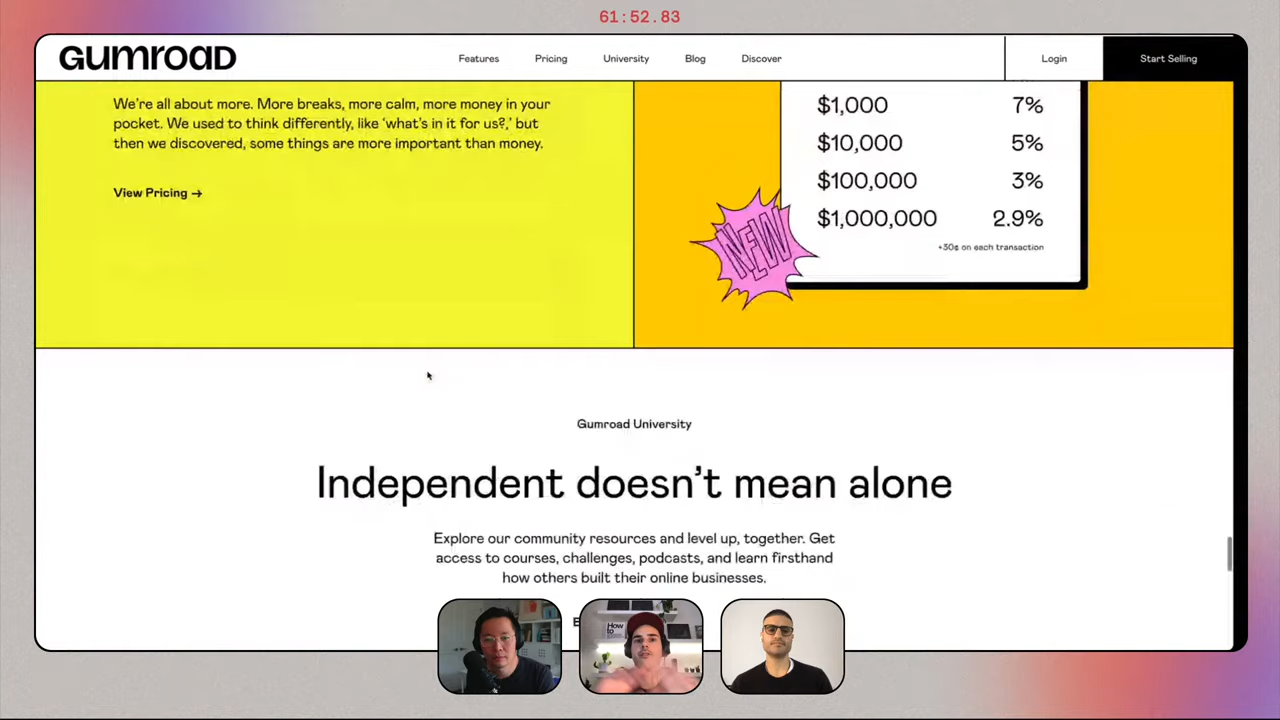 61:52.83
GUMROAD
Features
Pricing
University
Blog
Discover
Login
Start Selling
We're all about more. More breaks, more calm, more money in your
pocket. We used to think differently, like ‘what's in it for us?,’ but
then we discovered, some things are more important than money.
View Pricing →
$1,000 7%
$10,000 5%
$100,000 3%
$1,000,000 2.9%
+30¢ on each transaction
NEW
Gumroad University
Independent doesn't mean alone
Explore our community resources and level up, together. Get
access to courses, challenges, podcasts, and learn firsthand
how others built their online businesses.
How
to